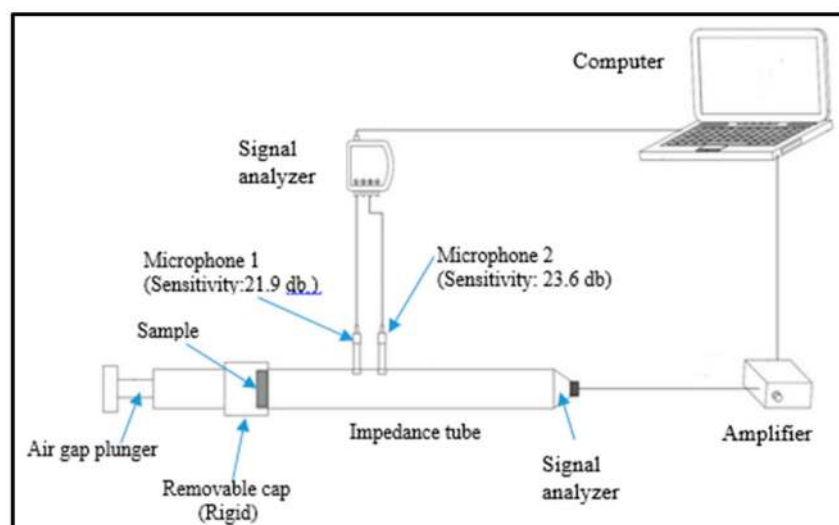 Computer
Signal
analyzer
Microphone 1
(Sensitivity:21.9 db.)
Microphone 2
(Sensitivity: 23.6 db)
Sample
Air gap plunger
Removable cap
(Rigid)
Impedance tube
Signal
analyzer
Amplifier